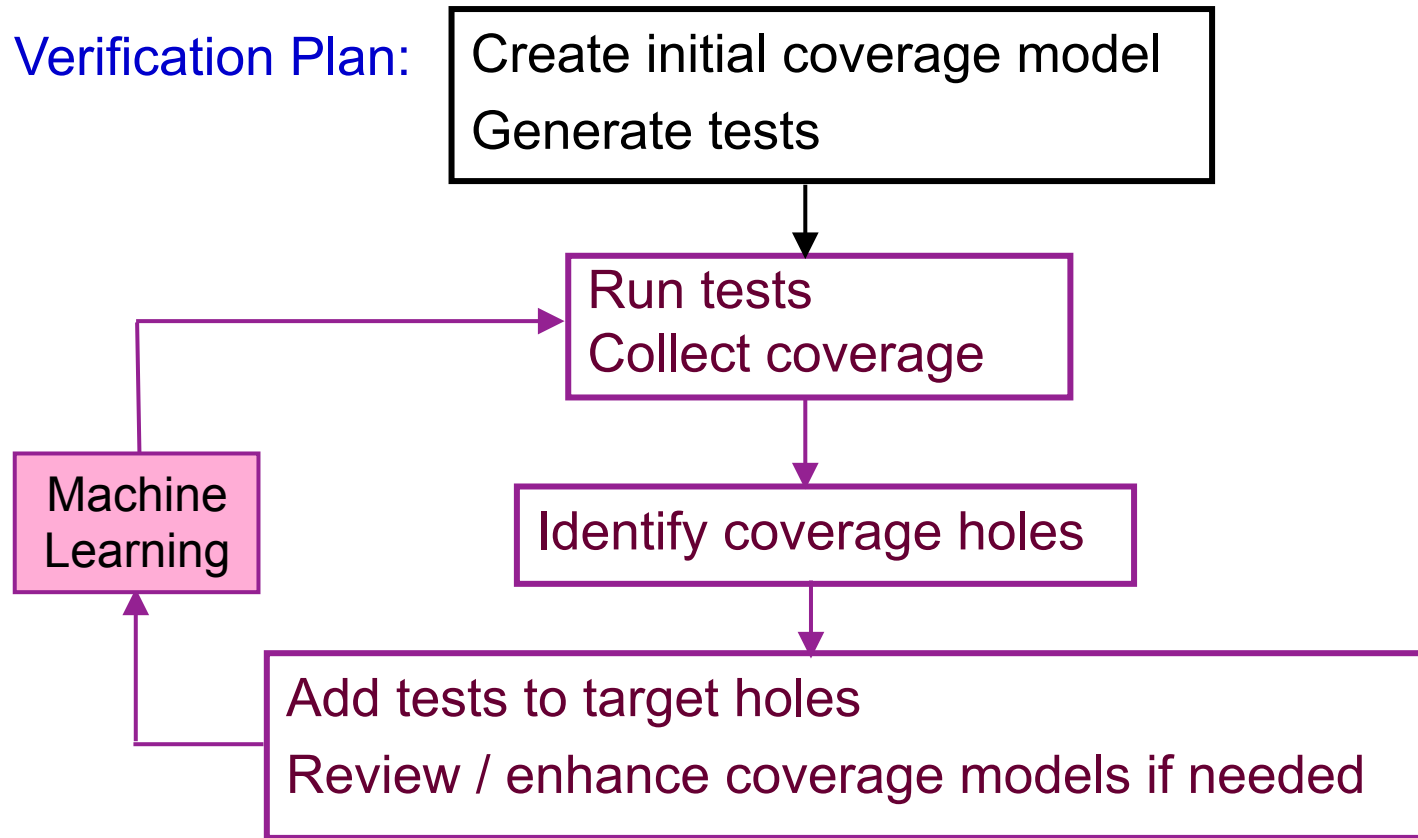 Verification Plan:
Create initial coverage model
Generate tests
Run tests
Collect coverage
Identify coverage holes
Machine
Learning
Add tests to target holes
Review / enhance coverage models if needed